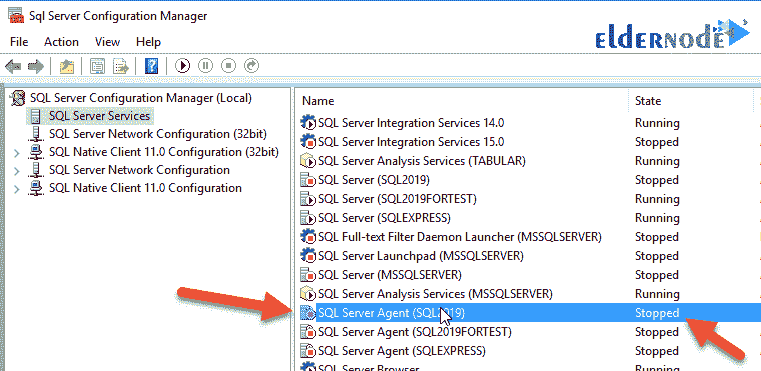 Sql Server Configuration Manager
eldernode
File Action View Help
SQL Server Configuration Manager (Local)
SQL Server Services
SQL Server Network Configuration (32bit)
SQL Native Client 11.0 Configuration (32bit)
SQL Server Network Configuration
SQL Native Client 11.0 Configuration
Name State
SQL Server Integration Services 14.0 Running
SQL Server Integration Services 15.0 Stopped
SQL Server Analysis Services (TABULAR) Running
SQL Server (SQL2019) Stopped
SQL Server (SQL2019FORTEST) Running
SQL Server (SQLEXPRESS) Running
SQL Full-text Filter Daemon Launcher (MSSQLSERVER) Stopped
SQL Server Launchpad (MSSQLSERVER) Stopped
SQL Server (MSSQLSERVER) Stopped
SQL Server Analysis Services (MSSQLSERVER) Running
SQL Server Agent (SQL2019) Stopped
SQL Server Agent (SQL2019FORTEST) Stopped
SQL Server Agent (SQLEXPRESS) Stopped
SQL Server Browser Running